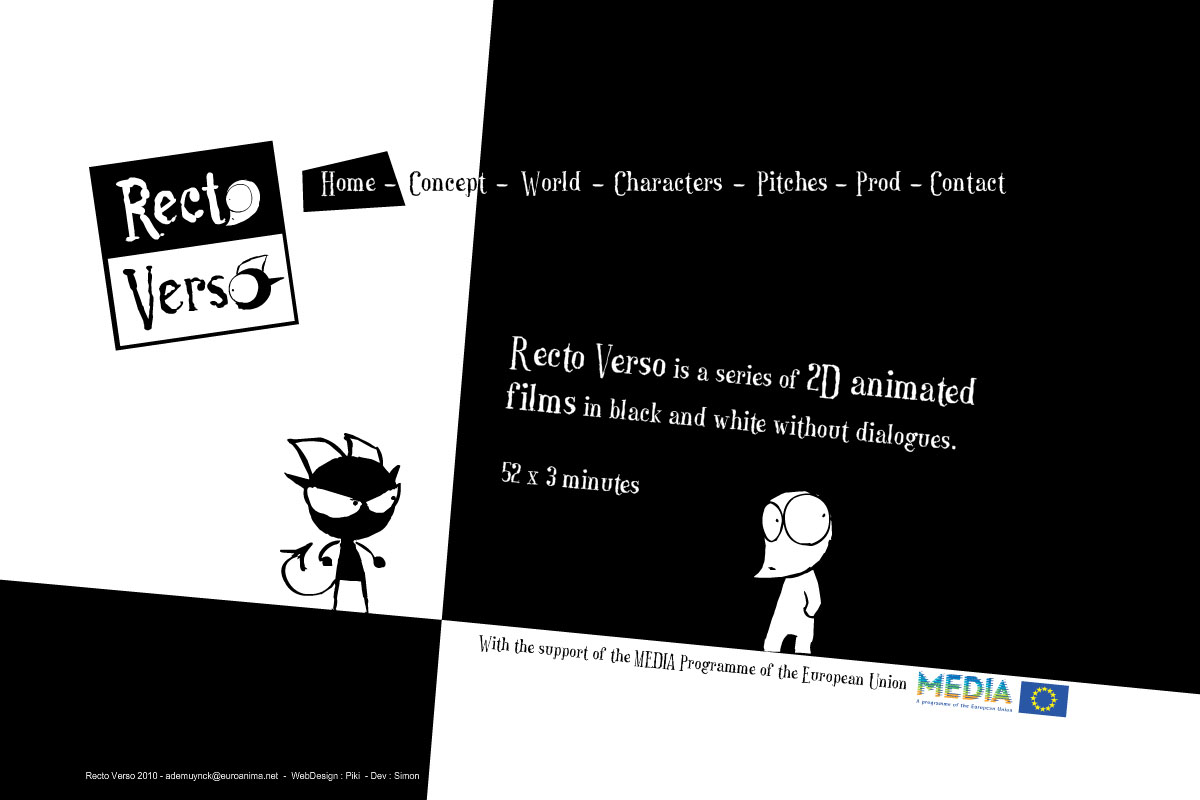 Recto
Verso
Home - Concept - World - Characters - Pitches - Prod - Contact
Recto Verso is a series of 2D animated
films in black and white without dialogues.
52 x 3 minutes
With the support of the MEDIA Programme of the European Union
MEDIA
A programme of the European Union
Recto Verso 2010 - ademuynck@euroanima.net - WebDesign : Piki - Dev : Simon